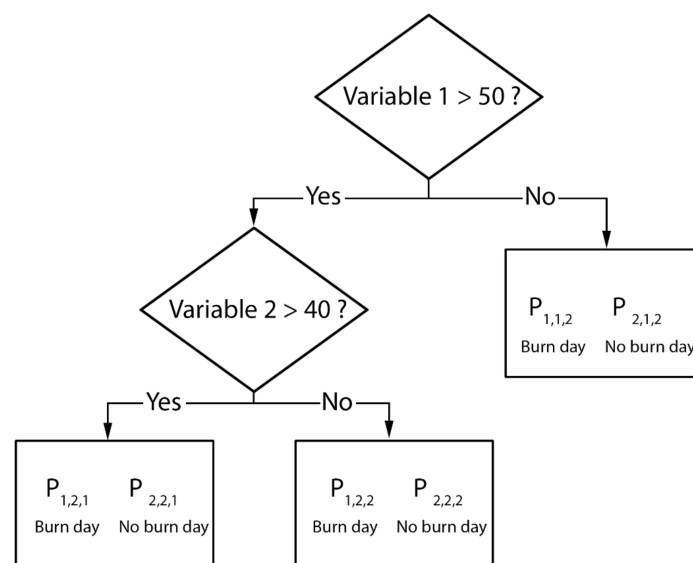 Variable 1 > 50 ?
Yes No
Variable 2 > 40 ?
P1,1,2 P2,1,2
Burn day No burn day
Yes No
P1,2,1 P2,2,1
Burn day No burn day
P1,2,2 P2,2,2
Burn day No burn day